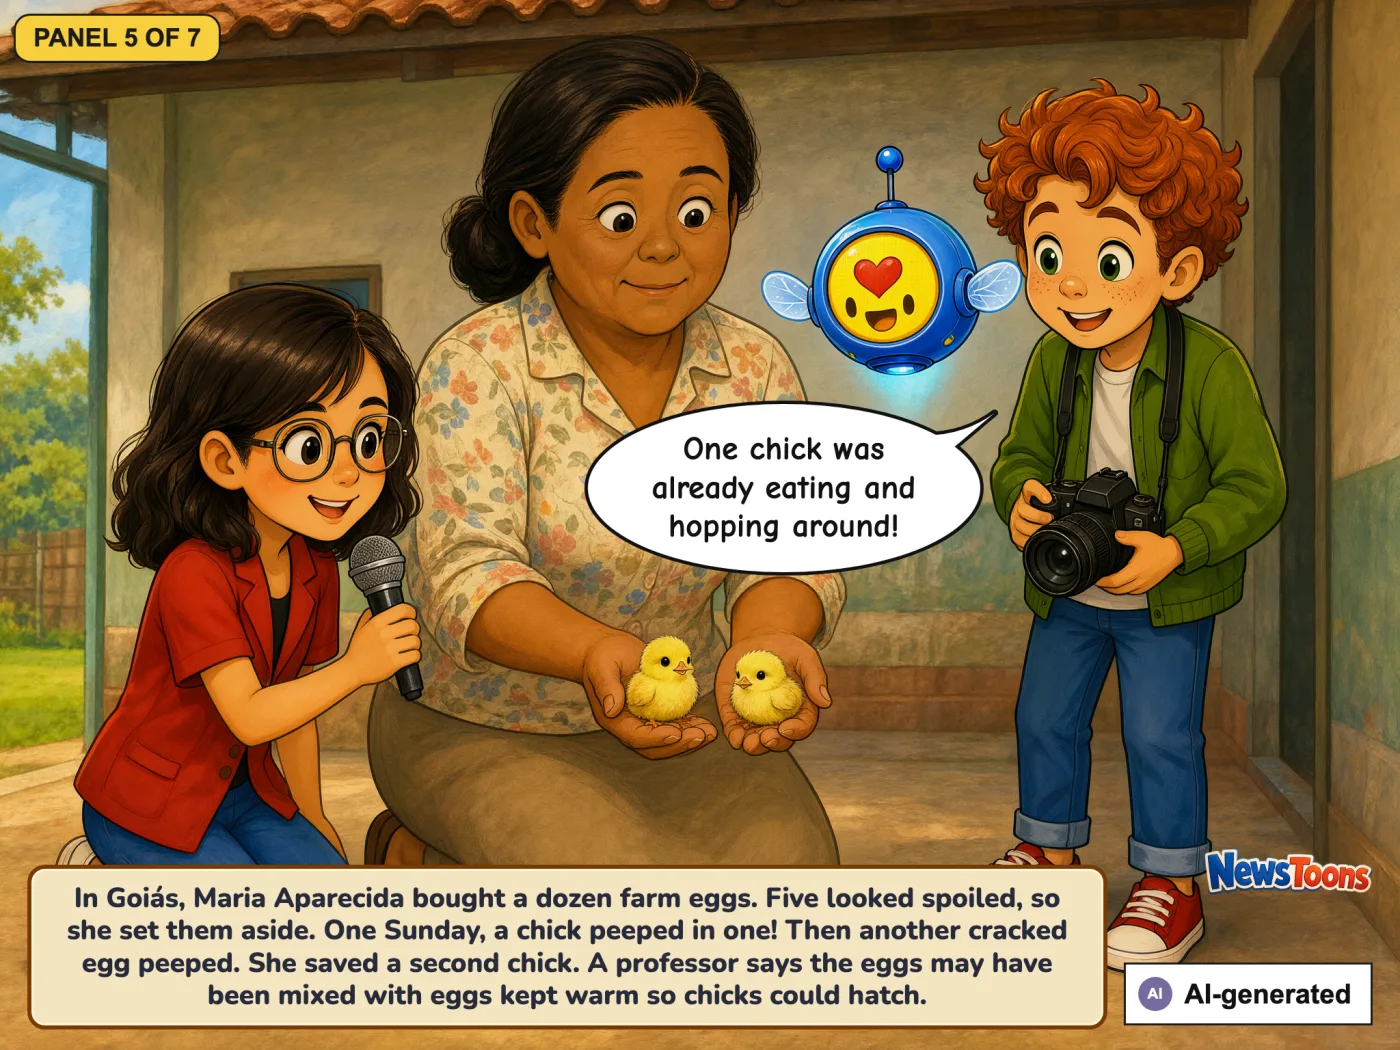 PANEL 5 OF 7
One chick was
already eating and
hopping around!
In Goiás, Maria Aparecida bought a dozen farm eggs. Five looked spoiled, so
she set them aside. One Sunday, a chick peeped in one! Then another cracked
egg peeped. She saved a second chick. A professor says the eggs may have
been mixed with eggs kept warm so chicks could hatch.
NEWSTOONS
AI AI-generated